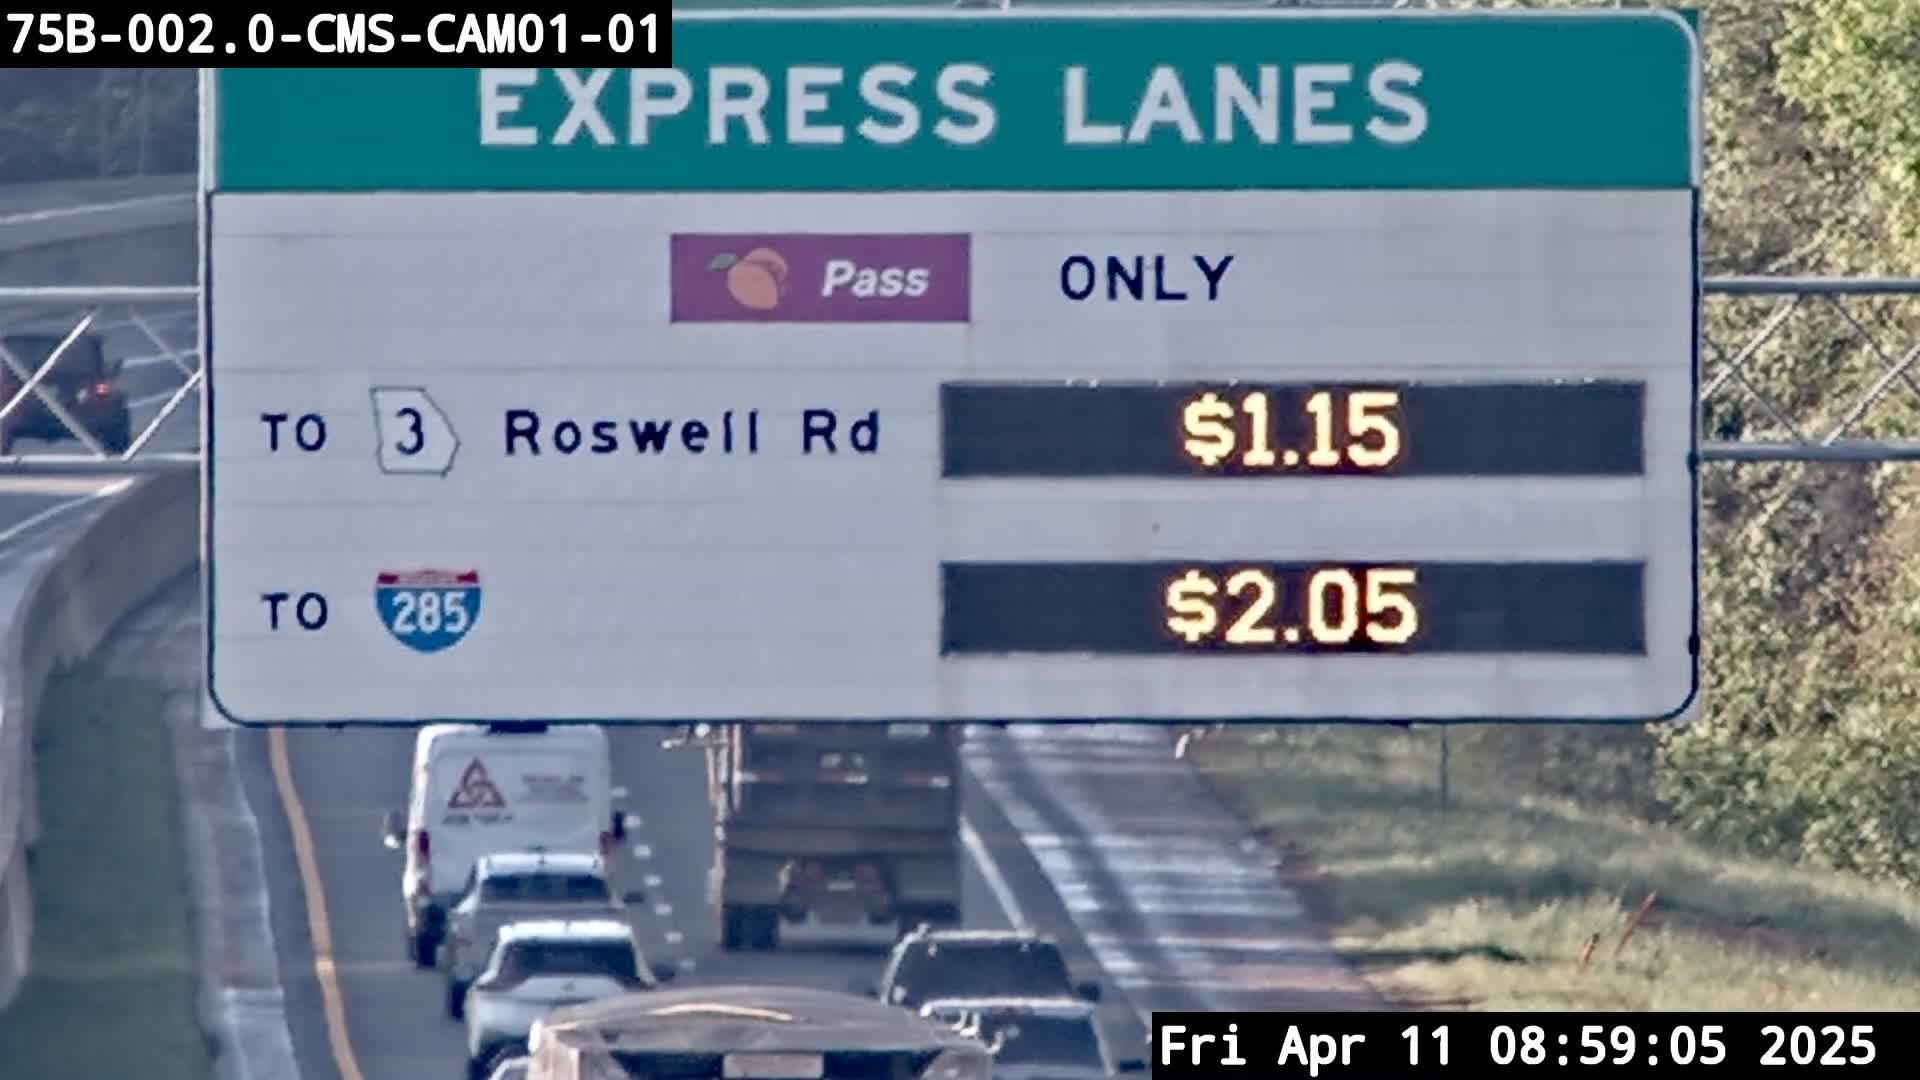 75B-002.0-CMS-CAM01-01
EXPRESS LANES
Pass ONLY
TO 3 Roswell Rd $1.15
TO 285 $2.05
Fri Apr 11 08:59:05 2025